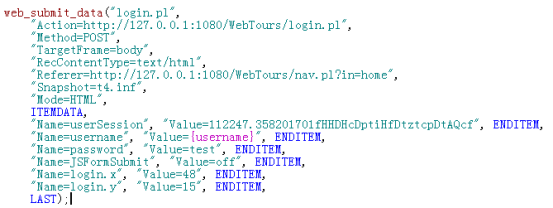 web_submit_data("login.pl",
"Action=http://127.0.0.1:1080/WebTours/login.pl",
"Method=POST",
"TargetFrame=body",
"RecContentType=text/html",
"Referer=http://127.0.0.1:1080/WebTours/nav.pl?in=home",
"Snapshot=t4.inf",
"Mode=HTML",
ITEMDATA,
"Name=userSession", "Value=112247.358201701fHHDHcDptiHfDtztcpDtAQcf", ENDITEM,
"Name=username", "Value={username}", ENDITEM,
"Name=password", "Value=test", ENDITEM,
"Name=JSFormSubmit", "Value=off", ENDITEM,
"Name=login.x", "Value=48", ENDITEM,
"Name=login.y", "Value=15", ENDITEM,
LAST);